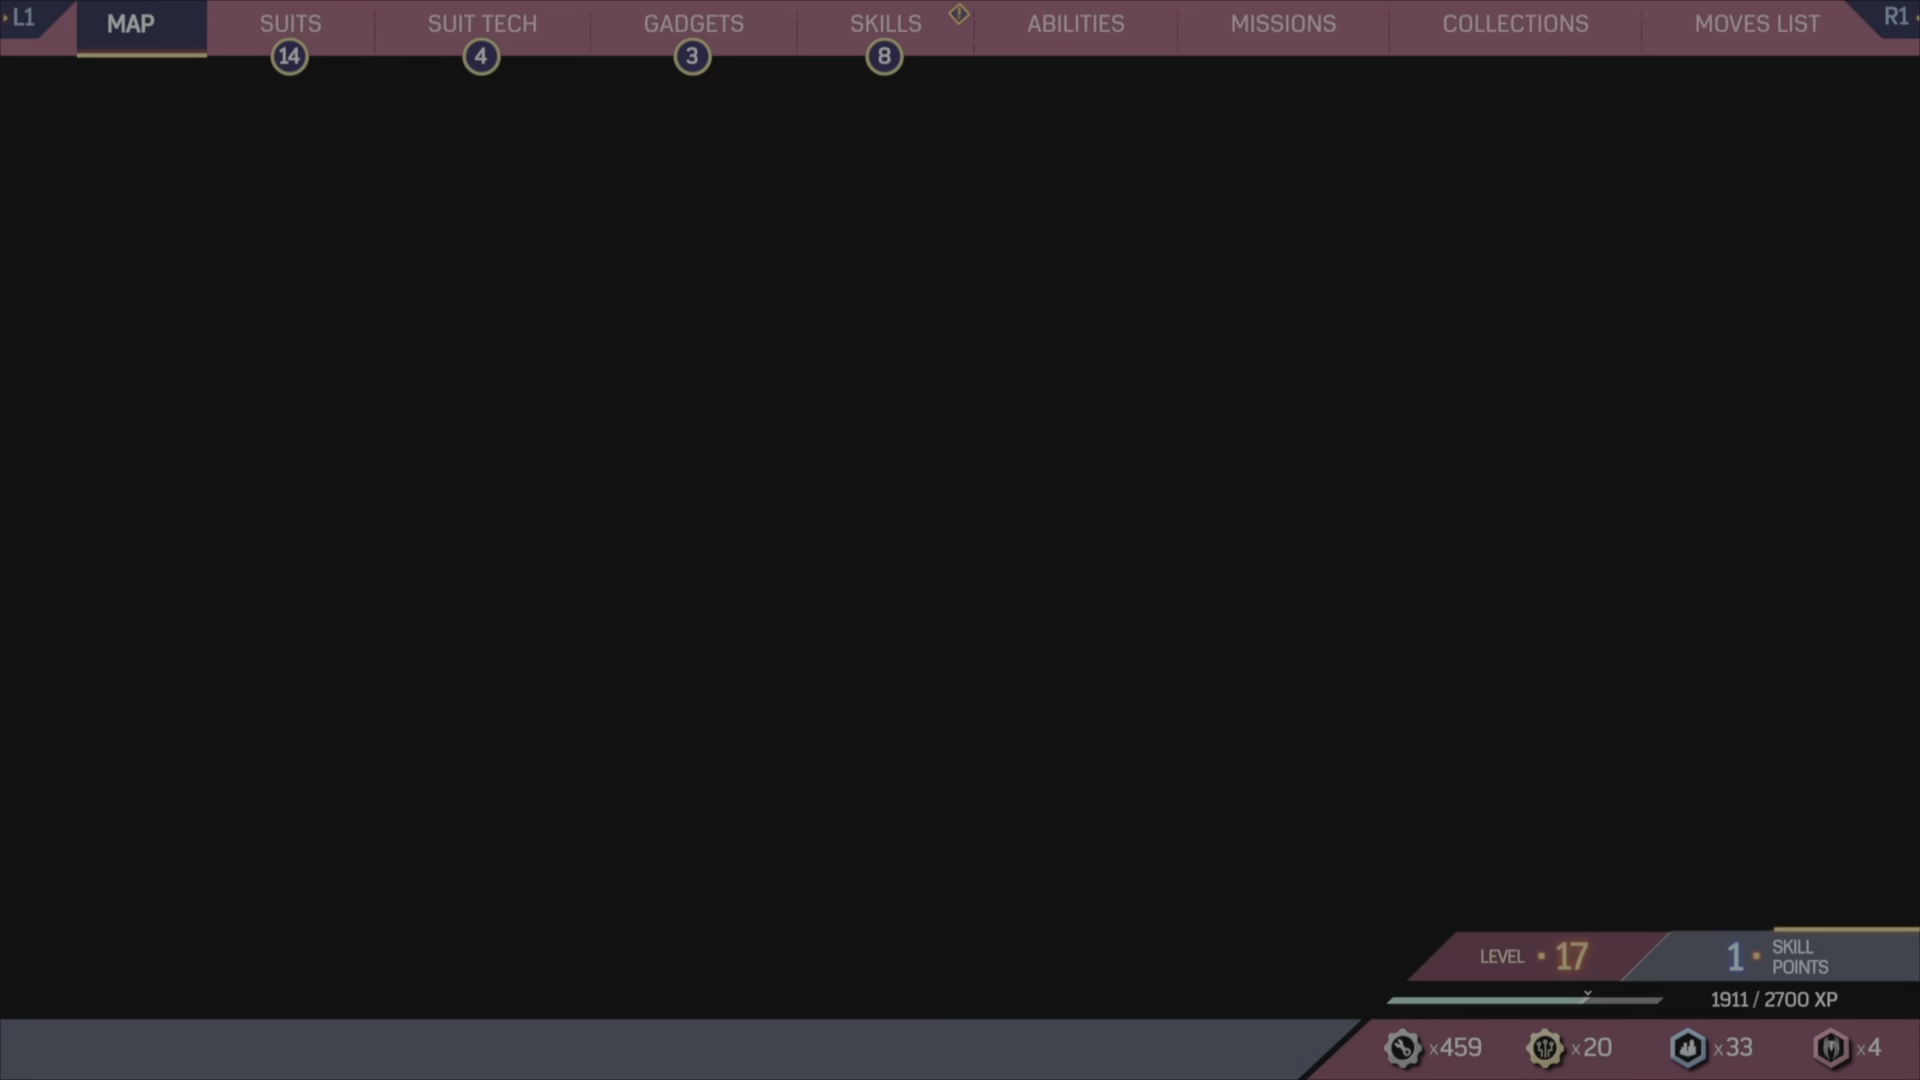 L1 MAP SUITS SUIT TECH GADGETS SKILLS ABILITIES MISSIONS COLLECTIONS MOVES LIST R1
14 4 3 8
LEVEL 17
1 SKILL POINTS
1911 / 2700 XP
x459 x20 x33 x4